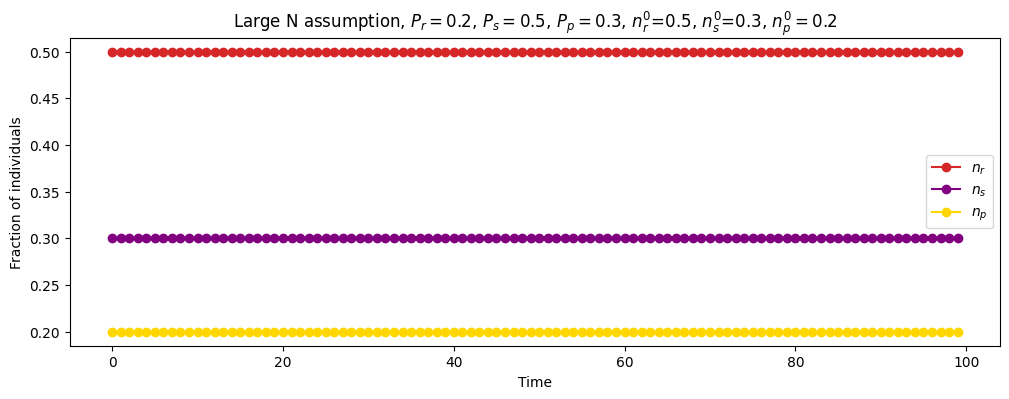 Large N assumption, $P_r = 0.2$, $P_s = 0.5$, $P_p = 0.3$, $n_r^0$=0.5, $n_s^0$=0.3, $n_p^0 = 0.2$
0.50
0.45
0.40
0.35
0.30
0.25
0.20
Fraction of individuals
$n_r$
$n_s$
$n_p$
0 20 40 60 80 100
Time